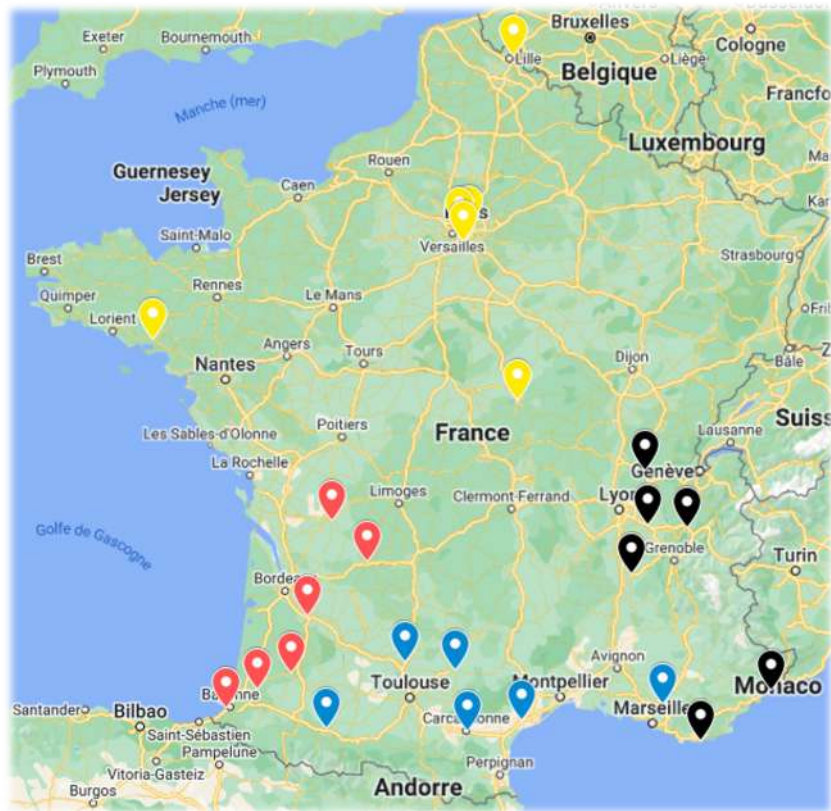 Exeter
Bournemouth
Plymouth
Bruxelles
Lille
Liège
Cologne
Belgique
Francfo
Manche (mer)
Luxembourg
Rouen
Guernesey
Jersey
Caen
Versailles
Saint-Malo
Strasbourg
Brest
Quimper
Rennes
Le Mans
Lorient
Angers
Tours
Dijon
Bâle
Nantes
Suiss
Les Sables-d'Olonne
Poitiers
France
Lausanne
La Rochelle
Genève
Limoges
Clermont-Ferrand
Lyon
Golfe de Gascogne
Grenoble
Turin
Bordea
Avignon
Toulouse
Montpellier
Monaco
Marseille
Santander
Bilbao
Saint-Sébastien
Pampelune
Vitoria-Gasteiz
Perpignan
Andorre
Burgos